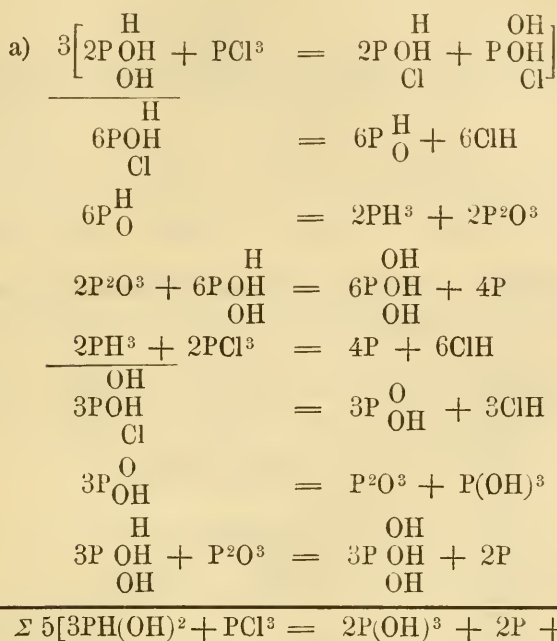 a) 3[2P H OH OH + PCl³ = 2P H OH Cl + P OH OH Cl]
6P H OH Cl = 6P H O + 6ClH
6P H O = 2PH³ + 2P²O³
2P²O³ + 6P H OH OH = 6P OH OH OH + 4P
2PH³ + 2PCl³ = 4P + 6ClH
3P OH OH Cl = 3P O OH + 3ClH
3P O OH = P²O³ + P(OH)³
3P H OH OH + P²O³ = 3P OH OH OH + 2P
Σ 5[3PH(OH)² + PCl³ = 2P(OH)³ + 2P +